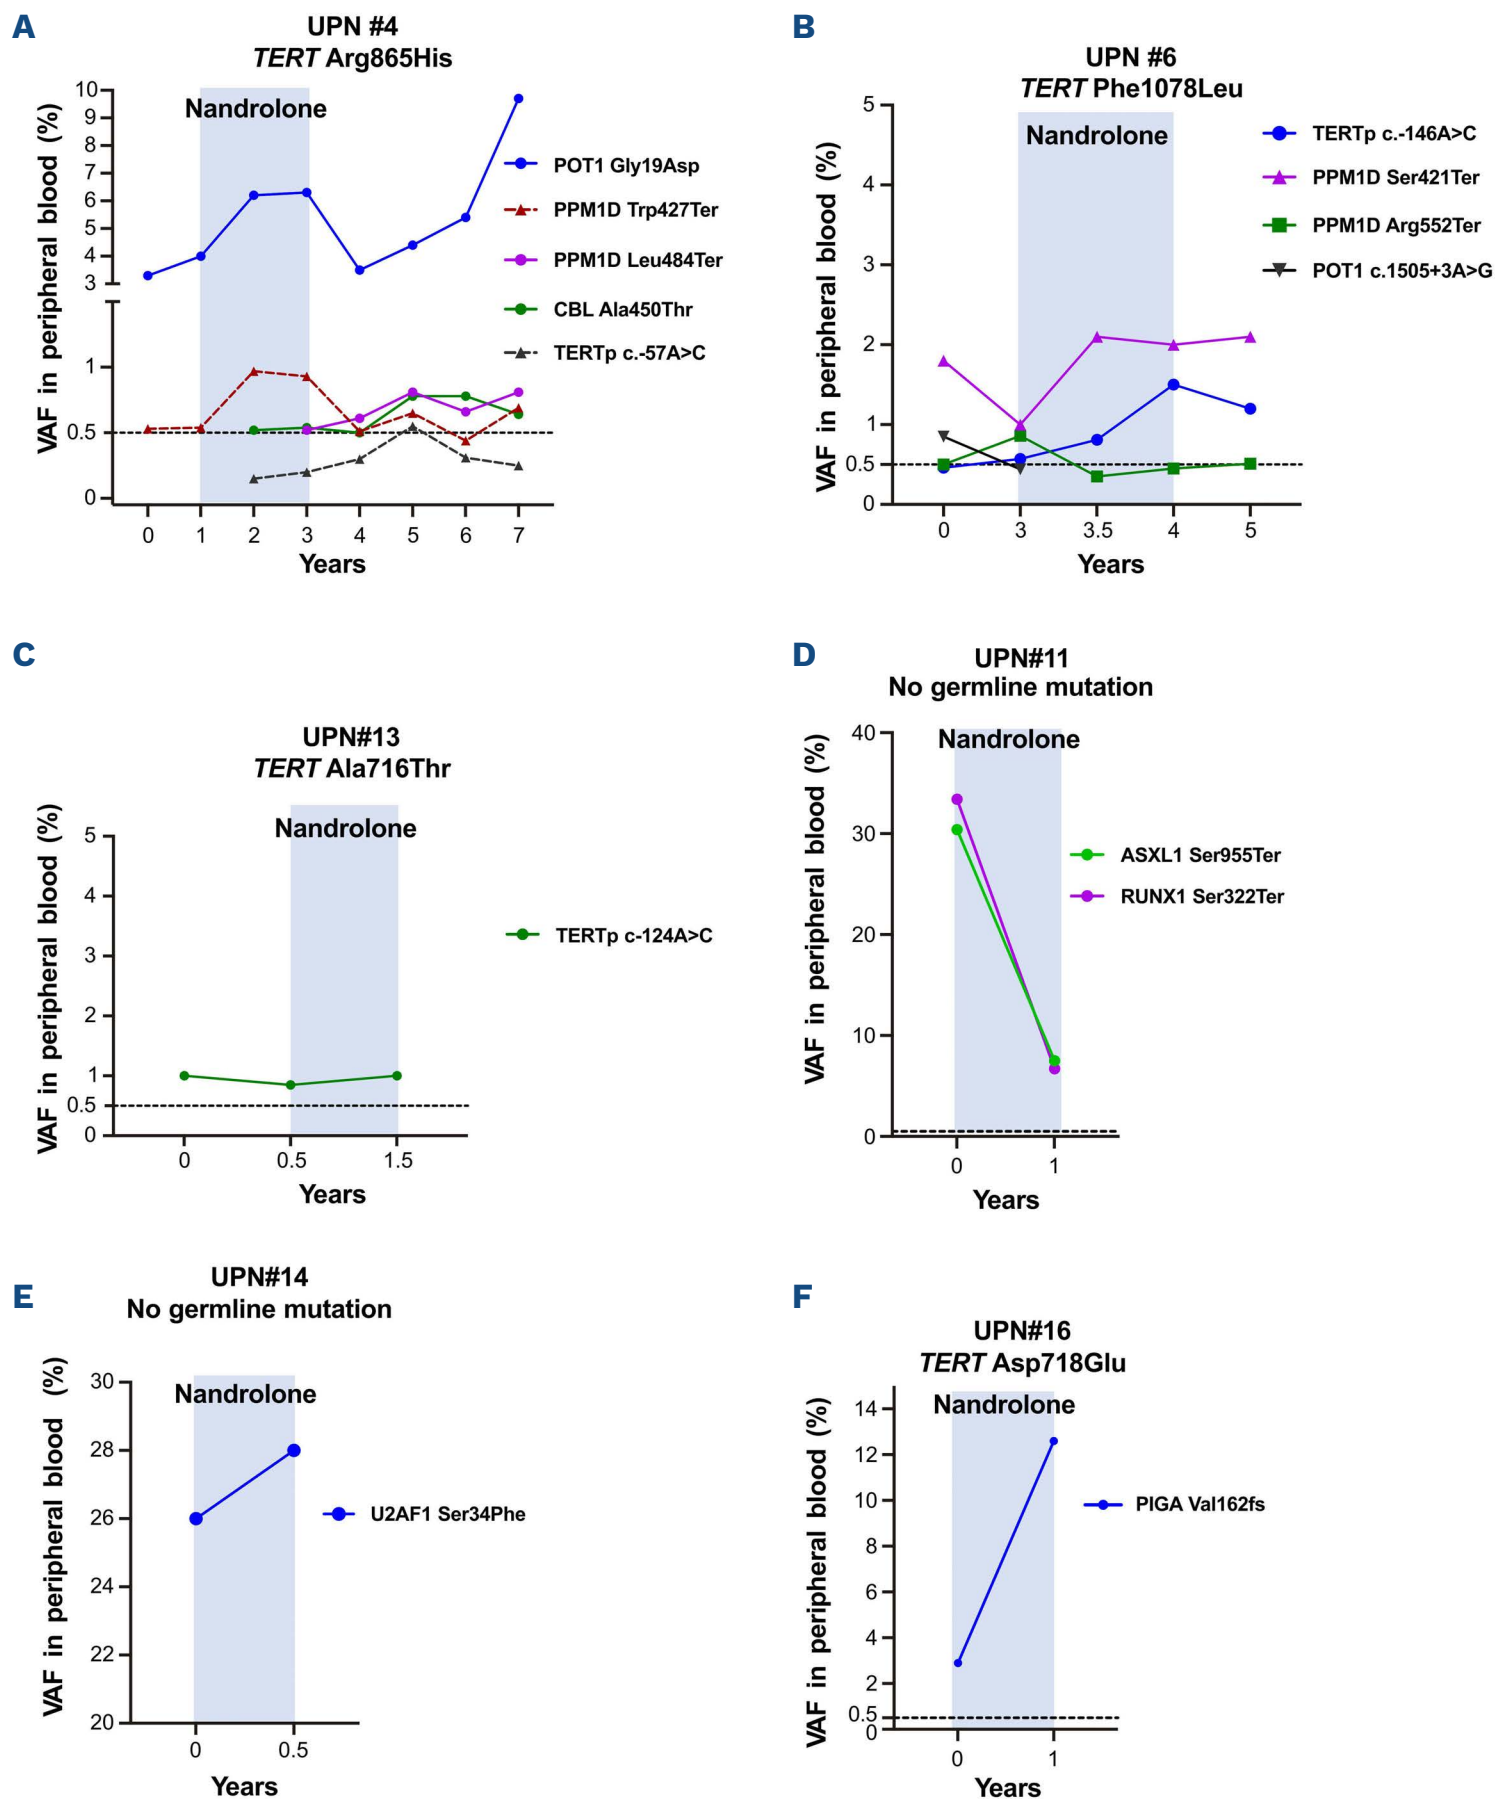 A
UPN #4
TERT Arg865His
Nandrolone
VAF in peripheral blood (%)
10
9
8
7
6
5
4
3
1
0.5
0
0 1 2 3 4 5 6 7
Years
POT1 Gly19Asp
PPM1D Trp427Ter
PPM1D Leu484Ter
CBL Ala450Thr
TERTp c.-57A>C
B
UPN #6
TERT Phe1078Leu
Nandrolone
VAF in peripheral blood (%)
5
4
3
2
1
0.5
0
0 3 3.5 4 5
Years
TERTp c.-146A>C
PPM1D Ser421Ter
PPM1D Arg552Ter
POT1 c.1505+3A>G
C
UPN#13
TERT Ala716Thr
Nandrolone
VAF in peripheral blood (%)
5
4
3
2
1
0.5
0
0 0.5 1.5
Years
TERTp c-124A>C
D
UPN#11
No germline mutation
Nandrolone
VAF in peripheral blood (%)
40
30
20
10
0
0 1
Years
ASXL1 Ser955Ter
RUNX1 Ser322Ter
E
UPN#14
No germline mutation
Nandrolone
VAF in peripheral blood (%)
30
28
26
24
22
20
0 0.5
Years
U2AF1 Ser34Phe
F
UPN#16
TERT Asp718Glu
Nandrolone
VAF in peripheral blood (%)
14
12
10
8
6
4
2
0.5
0
0 1
Years
PIGA Val162fs